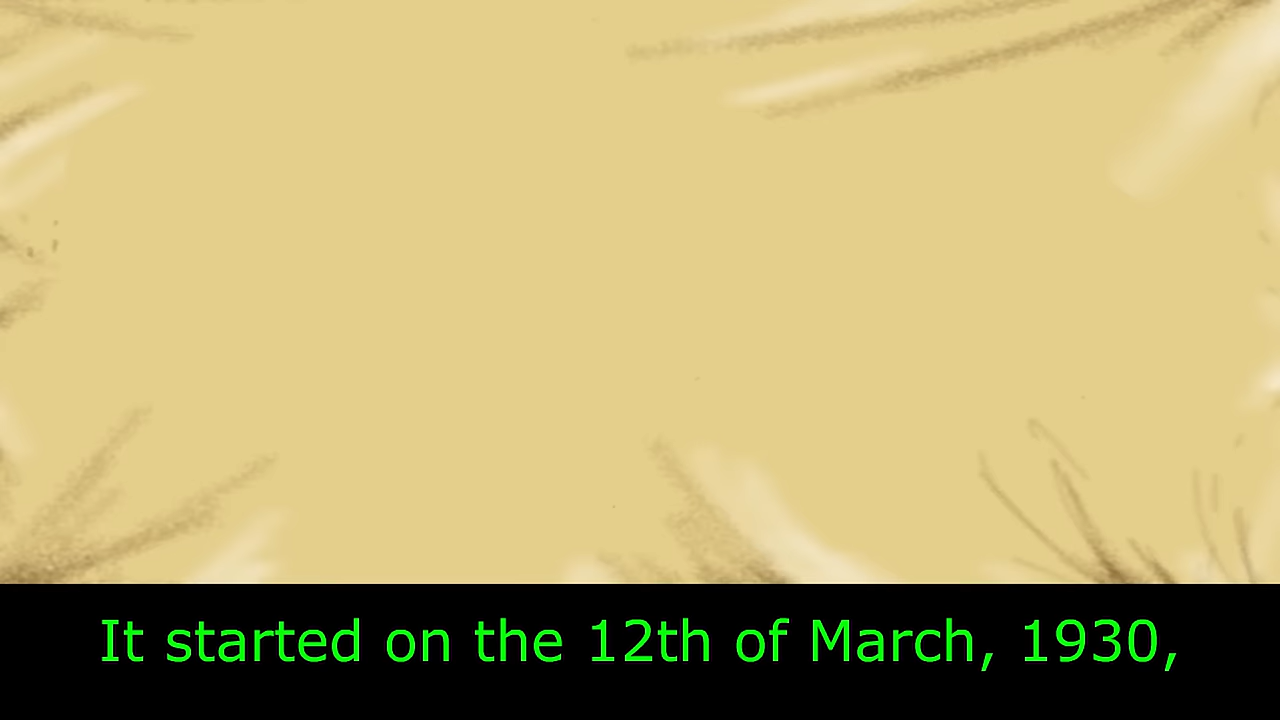 It started on the 12th of March, 1930,